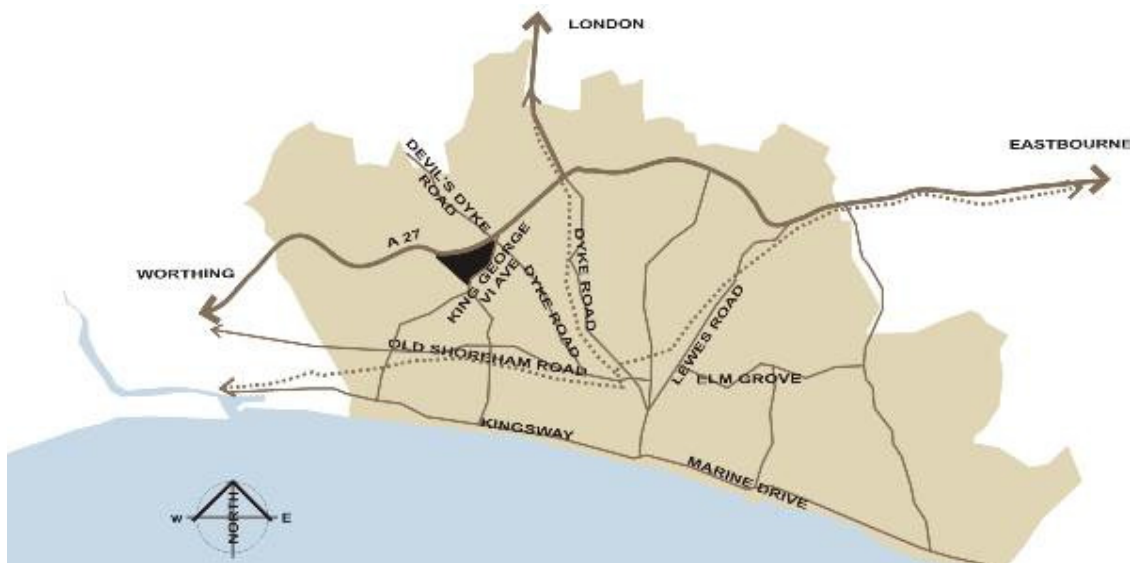 LONDON
EASTBOURNE
DEVIL'S DYKE
ROAD
A 27
WORTHING
KING GEORGE
VI AVE
DYKE ROAD
DYKE ROAD
LEWES ROAD
OLD SHOREHAM ROAD
ELM GROVE
KINGSWAY
MARINE DRIVE
W
NORTH
E